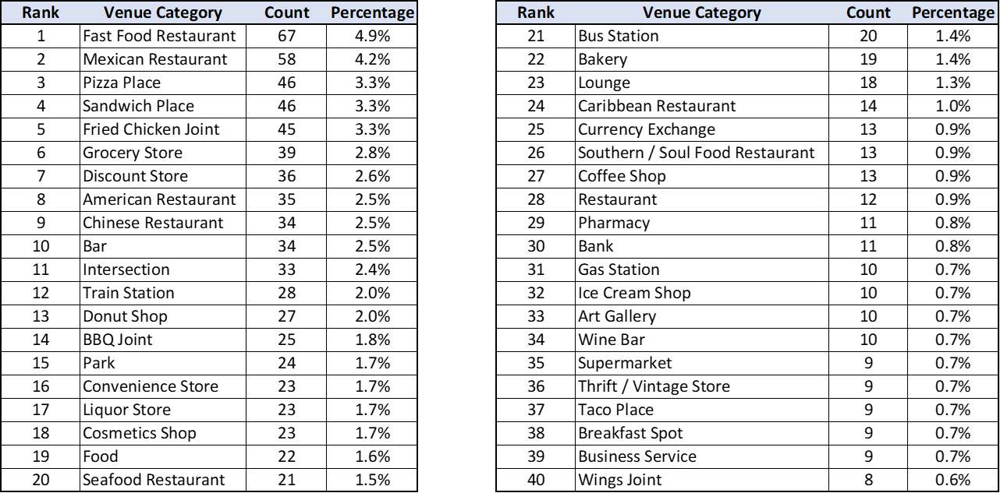 Rank Venue Category Count Percentage
1 Fast Food Restaurant 67 4.9%
2 Mexican Restaurant 58 4.2%
3 Pizza Place 46 3.3%
4 Sandwich Place 46 3.3%
5 Fried Chicken Joint 45 3.3%
6 Grocery Store 39 2.8%
7 Discount Store 36 2.6%
8 American Restaurant 35 2.5%
9 Chinese Restaurant 34 2.5%
10 Bar 34 2.5%
11 Intersection 33 2.4%
12 Train Station 28 2.0%
13 Donut Shop 27 2.0%
14 BBQ Joint 25 1.8%
15 Park 24 1.7%
16 Convenience Store 23 1.7%
17 Liquor Store 23 1.7%
18 Cosmetics Shop 23 1.7%
19 Food 22 1.6%
20 Seafood Restaurant 21 1.5%
Rank Venue Category Count Percentage
21 Bus Station 20 1.4%
22 Bakery 19 1.4%
23 Lounge 18 1.3%
24 Caribbean Restaurant 14 1.0%
25 Currency Exchange 13 0.9%
26 Southern / Soul Food Restaurant 13 0.9%
27 Coffee Shop 13 0.9%
28 Restaurant 12 0.9%
29 Pharmacy 11 0.8%
30 Bank 11 0.8%
31 Gas Station 10 0.7%
32 Ice Cream Shop 10 0.7%
33 Art Gallery 10 0.7%
34 Wine Bar 10 0.7%
35 Supermarket 9 0.7%
36 Thrift / Vintage Store 9 0.7%
37 Taco Place 9 0.7%
38 Breakfast Spot 9 0.7%
39 Business Service 9 0.7%
40 Wings Joint 8 0.6%